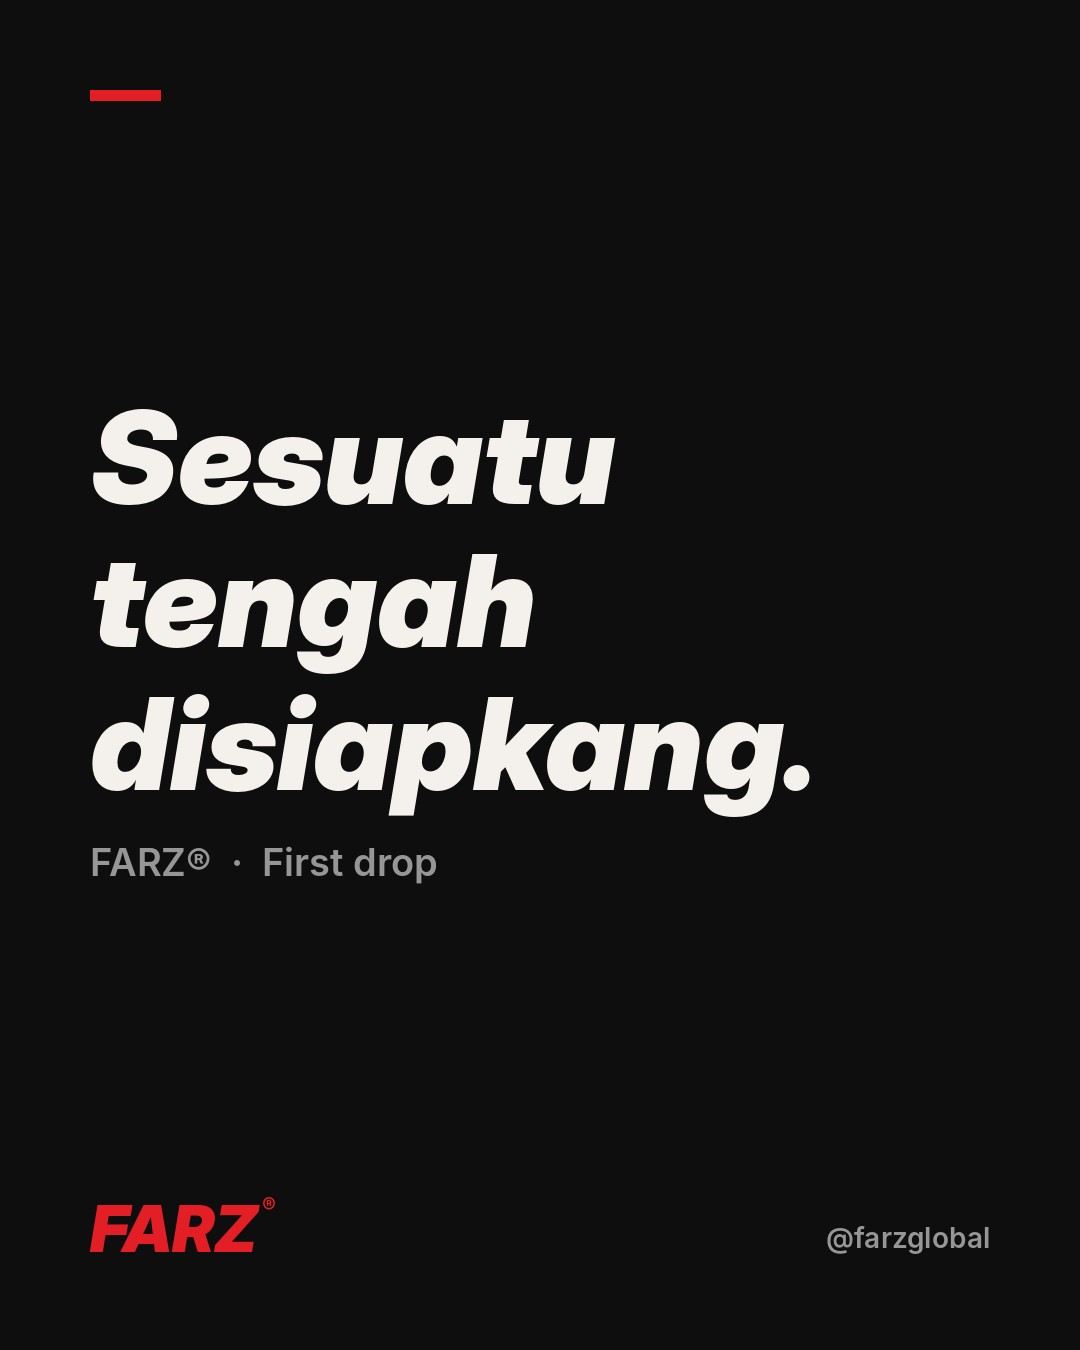 Sesuatu
tengah
disiapkang.
FARZ® · First drop
FARZ®
@farzglobal